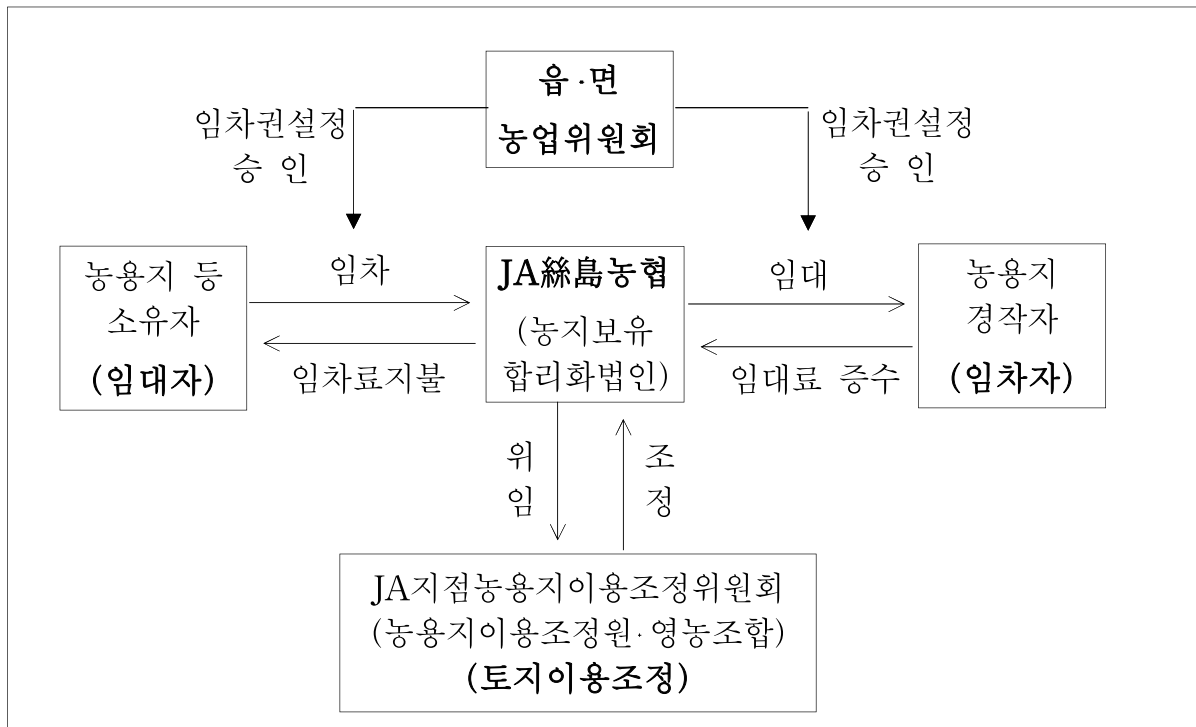 읍·면
농업위원회
임차권설정
승 인
임차권설정
승 인
농용지 등
소유자
(임대자)
임차
임차료지불
JA絲島농협
(농지보유
합리화법인)
임대
임대료 증수
농용지
경작자
(임차자)
위
임
조
정
JA지점농용지이용조정위원회
(농용지이용조정원·영농조합)
(토지이용조정)